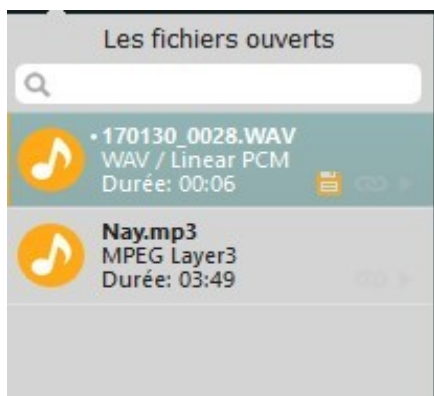 Les fichiers ouverts
• 170130_0028.WAV
WAV / Linear PCM
Durée: 00:06
Nay.mp3
MPEG Layer3
Durée: 03:49